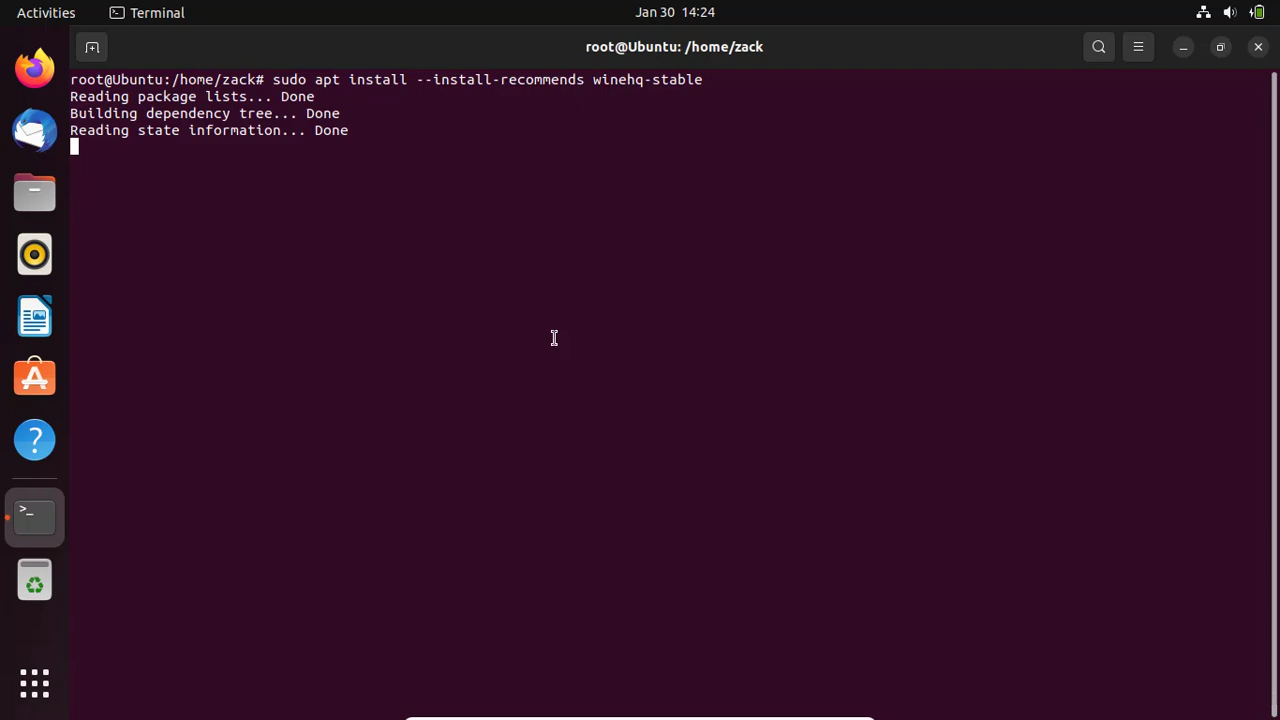 Activities
Terminal
Jan 30 14:24
root@Ubuntu: /home/zack
root@Ubuntu:/home/zack# sudo apt install --install-recommends winehq-stable
Reading package lists... Done
Building dependency tree... Done
Reading state information... Done